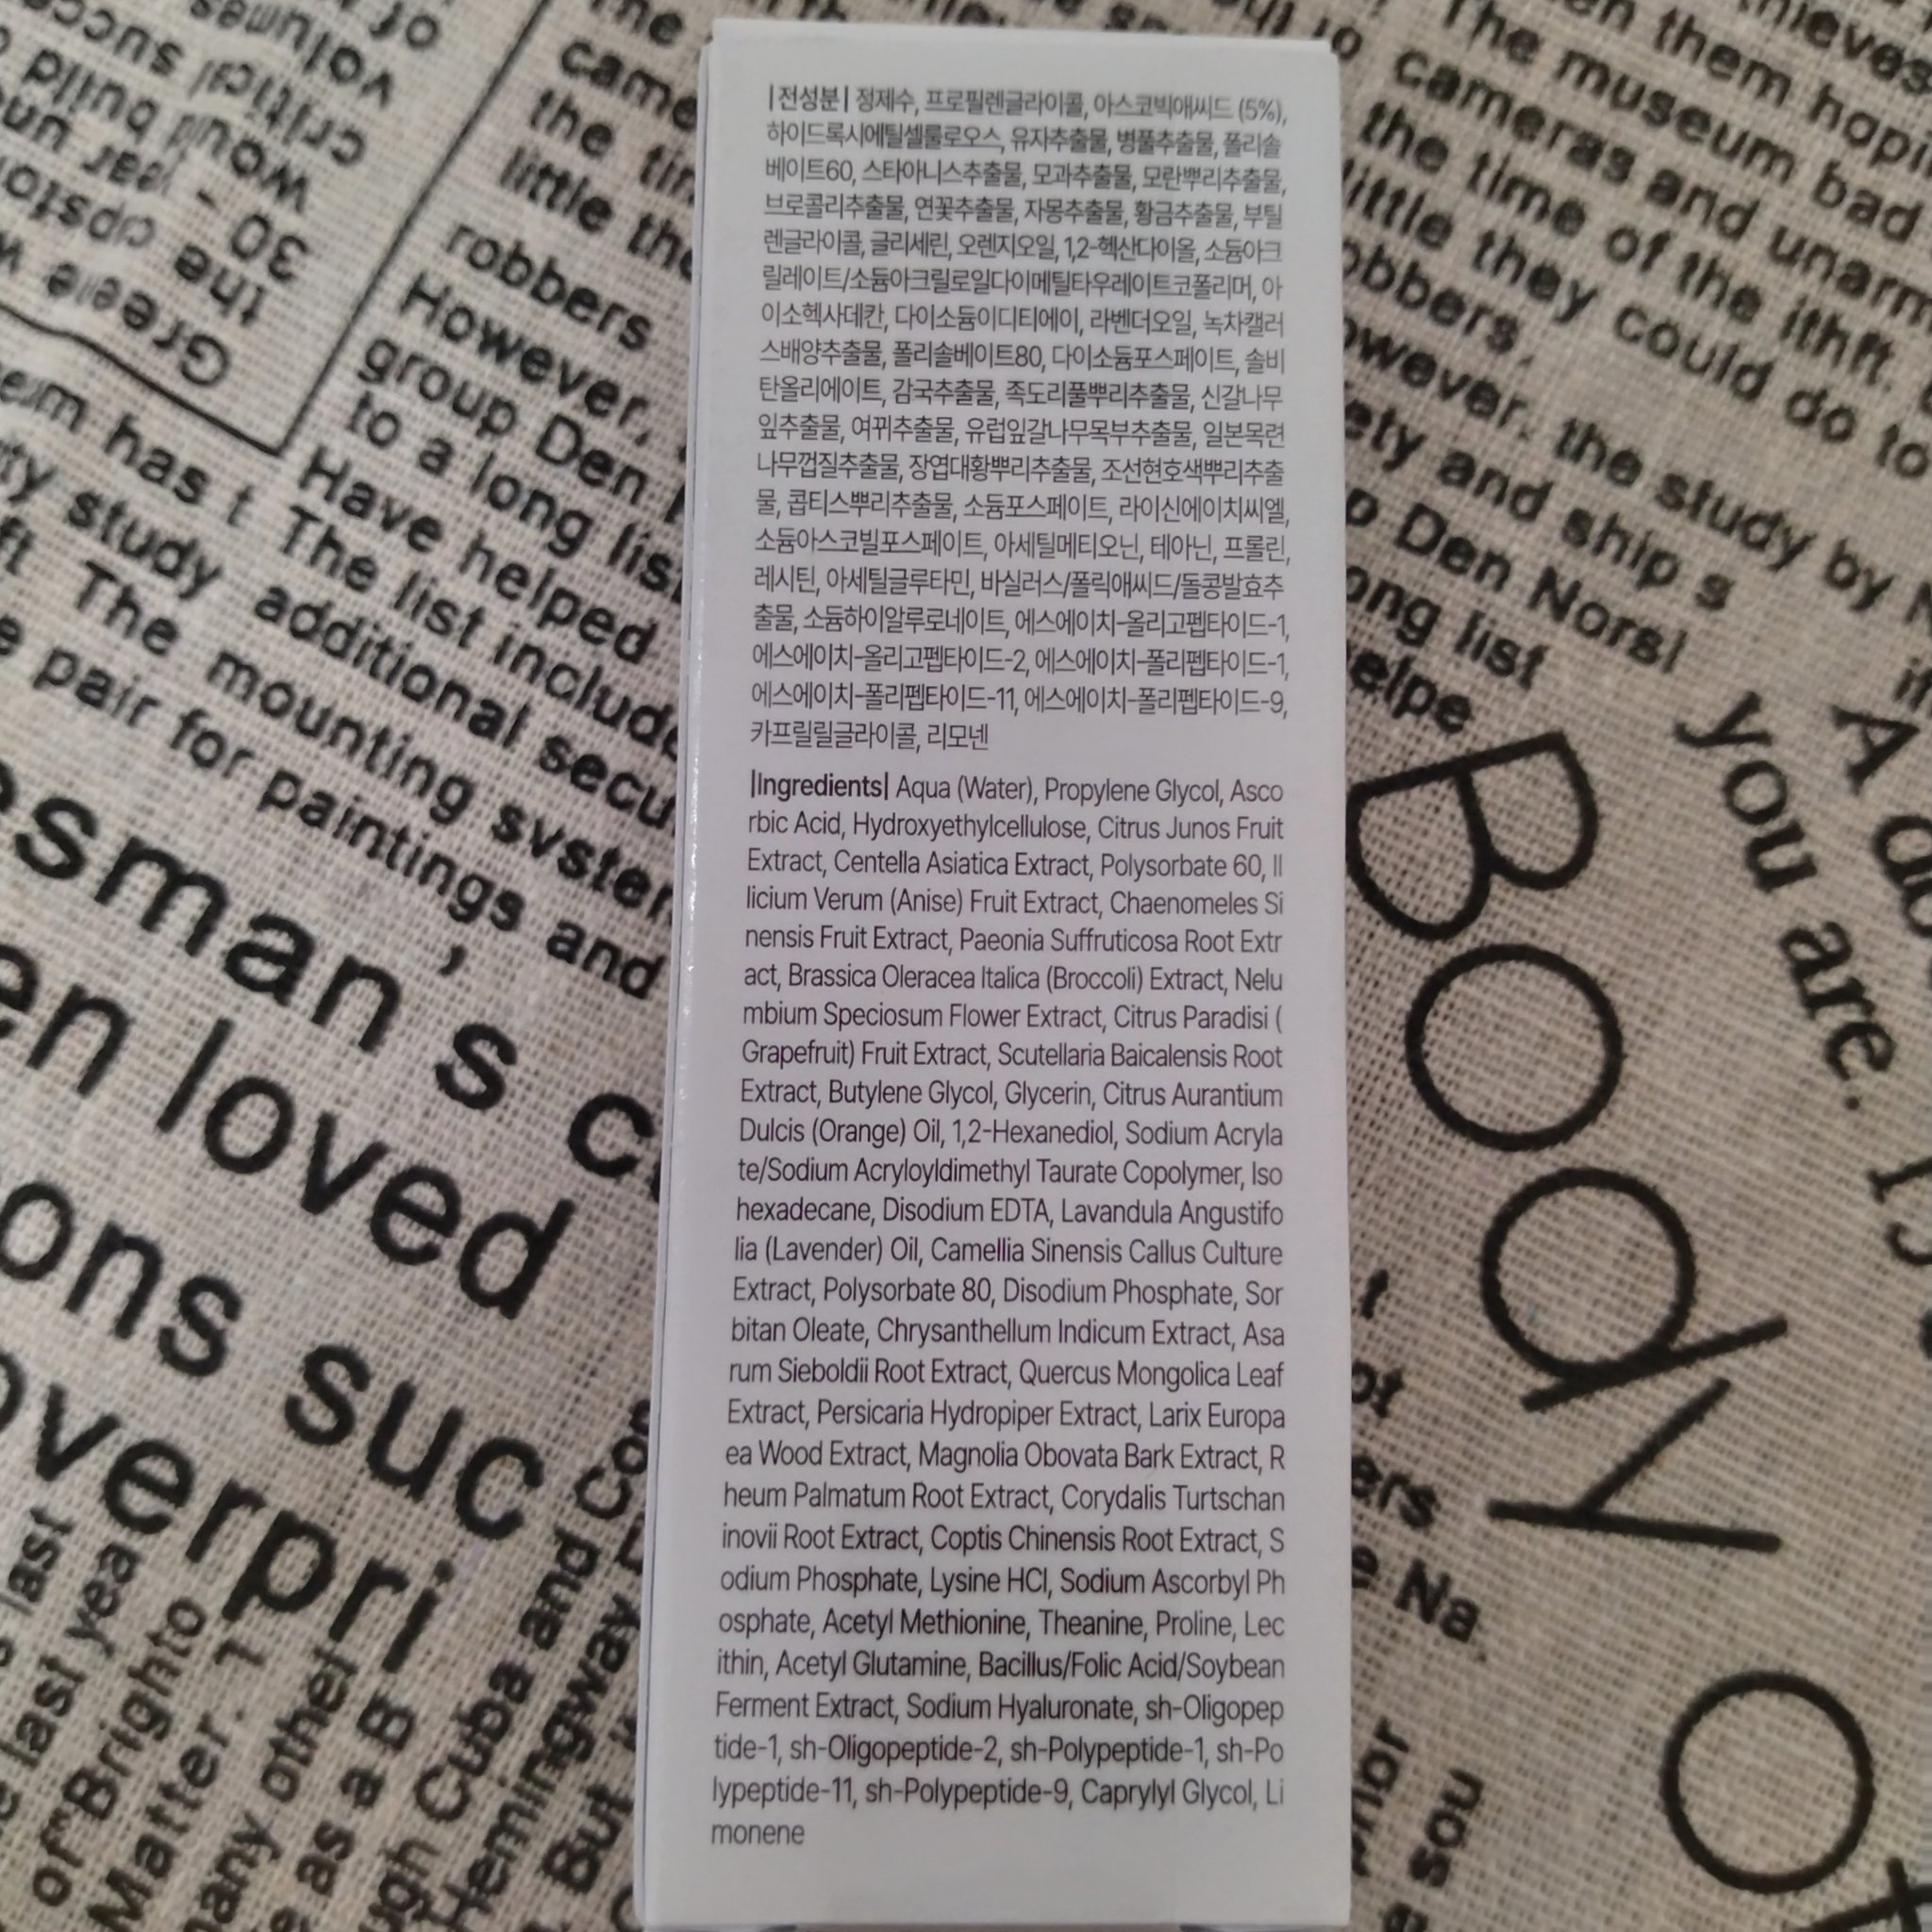 |전성분| 정제수, 프로필렌글라이콜, 아스코빅애씨드 (5%),
하이드록시에틸셀룰로오스, 유자추출물, 병풀추출물, 폴리솔
베이트60, 스타아니스추출물, 모과추출물, 모란뿌리추출물,
브로콜리추출물, 연꽃추출물, 자몽추출물, 황금추출물, 부틸
렌글라이콜, 글리세린, 오렌지오일, 1,2-헥산다이올, 소듐아크
릴레이트/소듐아크릴로일다이메틸타우레이트코폴리머, 아
이소헥사데칸, 다이소듐이디티에이, 라벤더오일, 녹차캘러
스배양추출물, 폴리솔베이트80, 다이소듐포스페이트, 솔비
탄올리에이트, 감국추출물, 족도리풀뿌리추출물, 신갈나무
잎추출물, 여뀌추출물, 유럽잎갈나무목부추출물, 일본목련
나무껍질추출물, 장엽대황뿌리추출물, 조선현호색뿌리추출
물, 콥티스뿌리추출물, 소듐포스페이트, 라이신에이치씨엘,
소듐아스코빌포스페이트, 아세틸메티오닌, 테아닌, 프롤린,
레시틴, 아세틸글루타민, 바실러스/폴릭애씨드/돌콩발효추
출물, 소듐하이알루로네이트, 에스에이치-올리고펩타이드-1,
에스에이치-올리고펩타이드-2, 에스에이치-폴리펩타이드-1,
에스에이치-폴리펩타이드-11, 에스에이치-폴리펩타이드-9,
카프릴릴글라이콜, 리모넨
|Ingredients| Aqua (Water), Propylene Glycol, Asco
rbic Acid, Hydroxyethylcellulose, Citrus Junos Fruit
Extract, Centella Asiatica Extract, Polysorbate 60, Il
licium Verum (Anise) Fruit Extract, Chaenomeles Si
nensis Fruit Extract, Paeonia Suffruticosa Root Extr
act, Brassica Oleracea Italica (Broccoli) Extract, Nelu
mbium Speciosum Flower Extract, Citrus Paradisi (
Grapefruit) Fruit Extract, Scutellaria Baicalensis Root
Extract, Butylene Glycol, Glycerin, Citrus Aurantium
Dulcis (Orange) Oil, 1,2-Hexanediol, Sodium Acryla
te/Sodium Acryloyldimethyl Taurate Copolymer, Iso
hexadecane, Disodium EDTA, Lavandula Angustifo
lia (Lavender) Oil, Camellia Sinensis Callus Culture
Extract, Polysorbate 80, Disodium Phosphate, Sor
bitan Oleate, Chrysanthellum Indicum Extract, Asa
rum Sieboldii Root Extract, Quercus Mongolica Leaf
Extract, Persicaria Hydropiper Extract, Larix Europa
ea Wood Extract, Magnolia Obovata Bark Extract, R
heum Palmatum Root Extract, Corydalis Turtschan
inovii Root Extract, Coptis Chinensis Root Extract, S
odium Phosphate, Lysine HCl, Sodium Ascorbyl Ph
osphate, Acetyl Methionine, Theanine, Proline, Lec
ithin, Acetyl Glutamine, Bacillus/Folic Acid/Soybean
Ferment Extract, Sodium Hyaluronate, sh-Oligopep
tide-1, sh-Oligopeptide-2, sh-Polypeptide-1, sh-Po
lypeptide-11, sh-Polypeptide-9, Caprylyl Glycol, Li
monene
came
little the
robbers
However,
group Den
to a long
Have helped
has t. The list include
study additional
The mounting
pair for paintings and
loved
of Brighto
Matter.
Cuba and
Hemingway
But
them hopi
The museum bad
cameras and
the time of the ithft.
little they could do to
the study by
and ship s
Den Norsl
list
you are.
Body